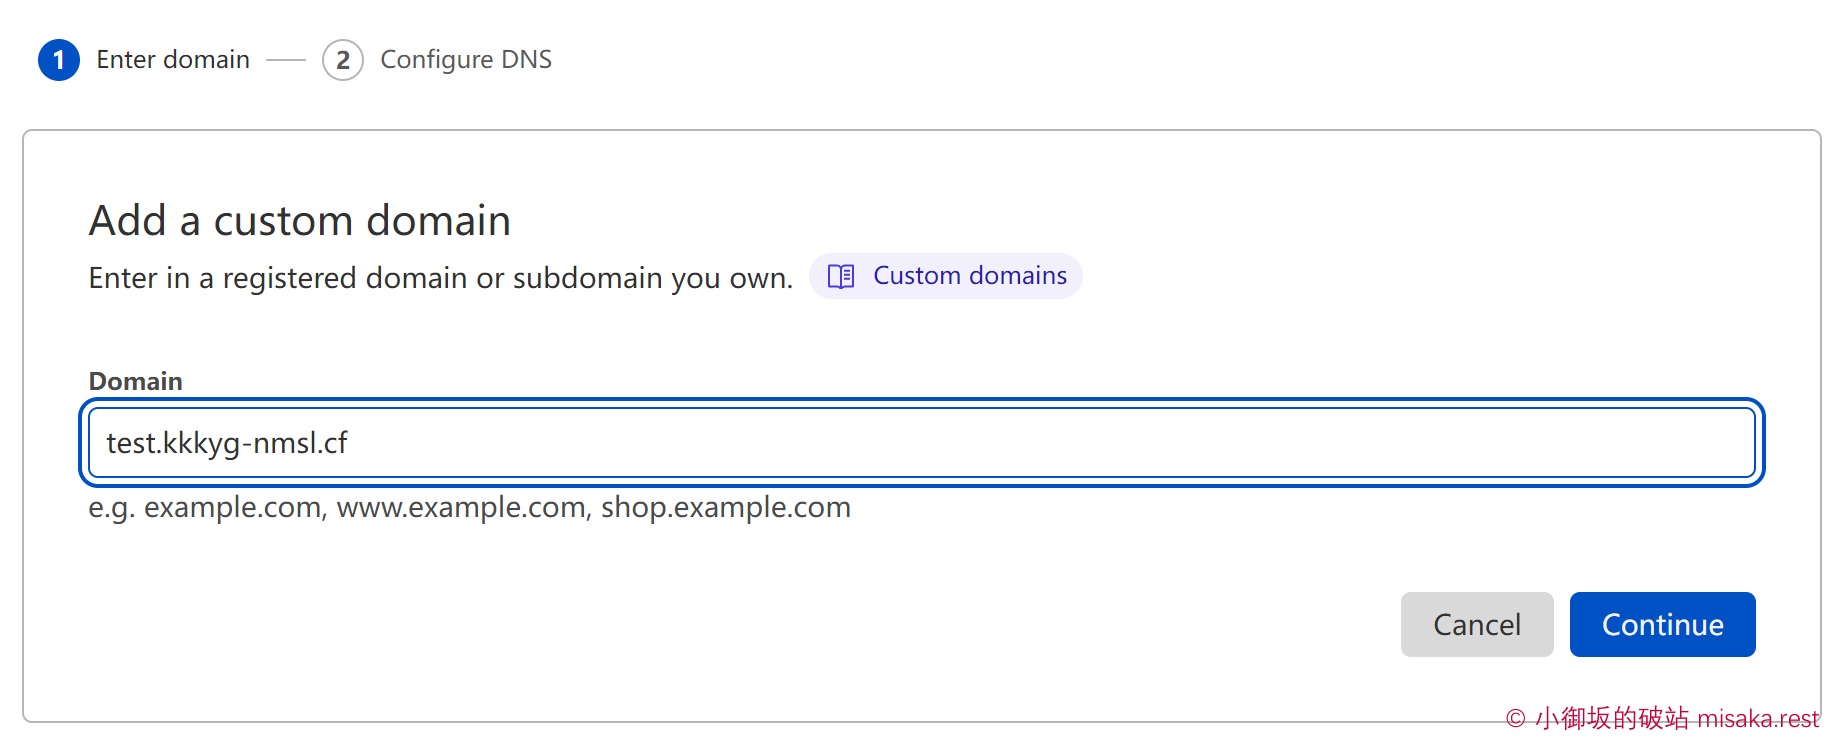 1 Enter domain 2 Configure DNS
Add a custom domain
Enter in a registered domain or subdomain you own. Custom domains
Domain
test.kkkyg-nmsl.cf
e.g. example.com, www.example.com, shop.example.com
Cancel Continue
© 小御坂的破站 misaka.rest